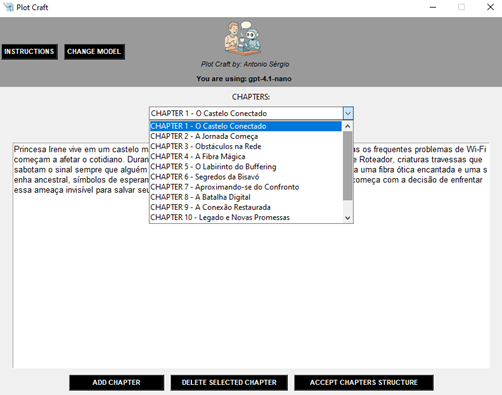 Plot Craft
INSTRUCTIONS
CHANGE MODEL
Plot Craft by: Antonio Sérgio
You are using: gpt-4.1-nano
CHAPTERS:
CHAPTER 1 - O Castelo Conectado
CHAPTER 1 - O Castelo Conectado
CHAPTER 2 - A Jornada Começa
CHAPTER 3 - Obstáculos na Rede
CHAPTER 4 - A Fibra Mágica
CHAPTER 5 - O Labirinto do Buffering
CHAPTER 6 - Segredos da Bisavó
CHAPTER 7 - Aproximando-se do Confronto
CHAPTER 8 - A Batalha Digital
CHAPTER 9 - A Conexão Restaurada
CHAPTER 10 - Legado e Novas Promessas
Princesa Irene vive em um castelo m as os frequentes problemas de Wi-Fi
começam a afetar o cotidiano. Duran e Roteador, criaturas travessas que
sabotam o sinal sempre que alguém a uma fibra ótica encantada e uma s
enha ancestral, símbolos de esperan começa com a decisão de enfrentar
essa ameaça invisível para salvar seu
ADD CHAPTER
DELETE SELECTED CHAPTER
ACCEPT CHAPTERS STRUCTURE